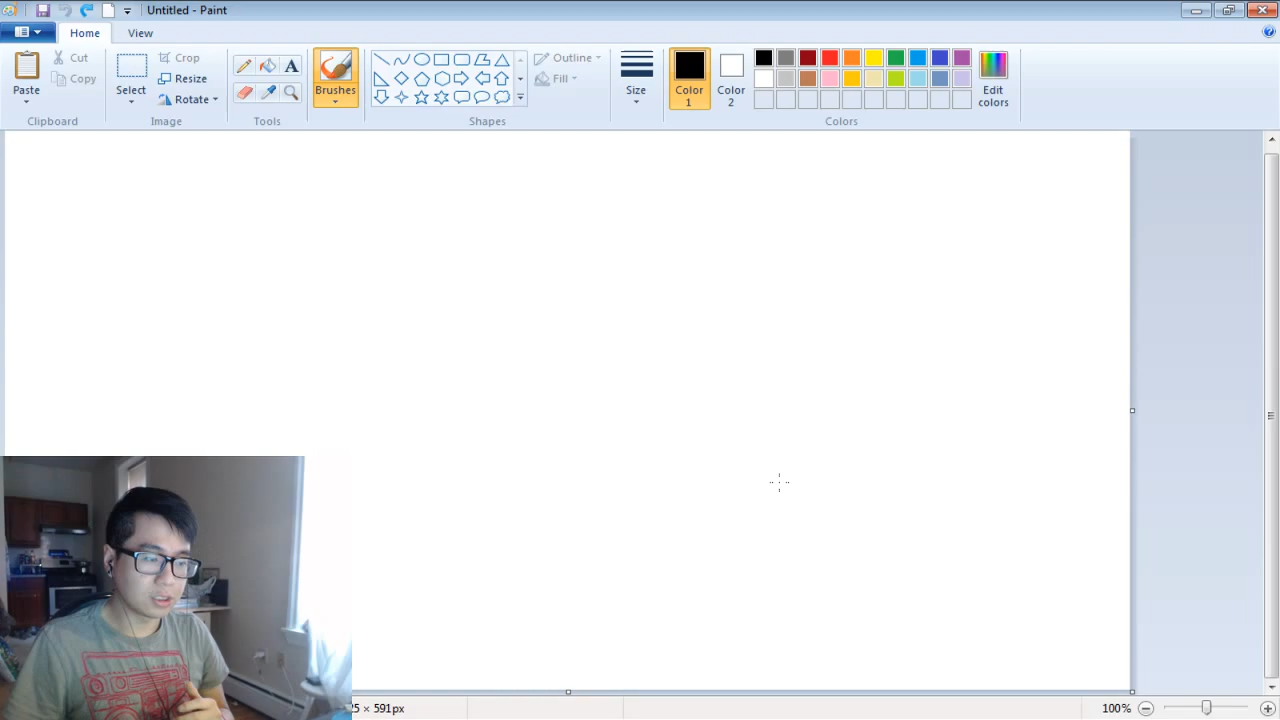 Untitled - Paint
Home View
Paste
Cut
Copy
Clipboard
Select
Crop
Resize
Rotate
Image
A
Tools
Brushes
Shapes
Outline
Fill
Size
Color 1
Color 2
Edit colors
Colors
25 × 591px
100%